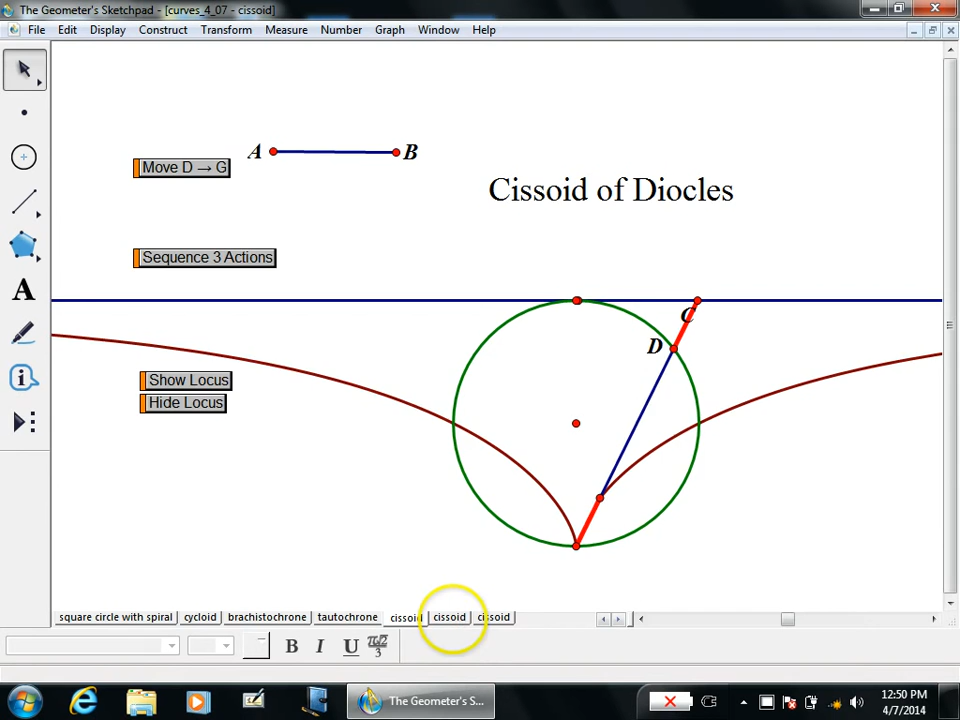 The Geometer's Sketchpad - [curves_4_07 - cissoid]
File Edit Display Construct Transform Measure Number Graph Window Help
A B
Move D → G
Cissoid of Diocles
Sequence 3 Actions
C
D
Show Locus
Hide Locus
A
square circle with spiral cycloid brachistochrone tautochrone cissoid cissoid cissoid
B I U π√2/3
The Geometer's S...
12:50 PM
4/7/2014